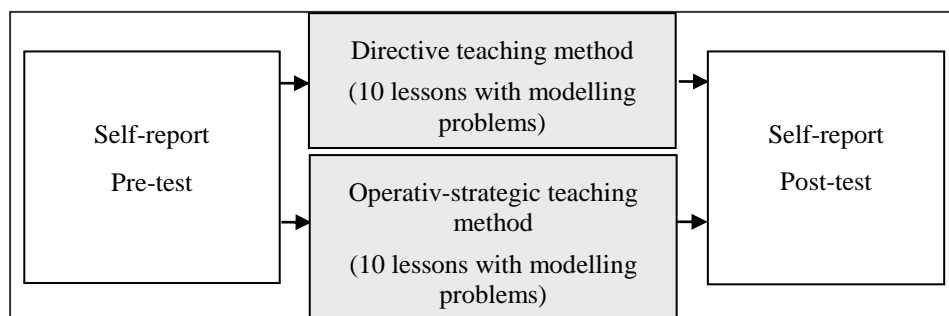 Self-report
Pre-test
Directive teaching method
(10 lessons with modelling
problems)
Operativ-strategic teaching
method
(10 lessons with modelling
problems)
Self-report
Post-test